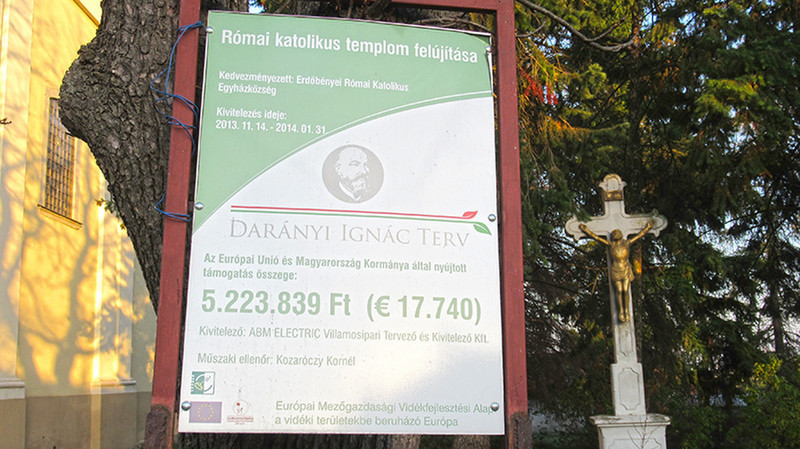 Római katolikus templom felújítása
Kedvezményezett: Erdőbényei Római Katolikus
Egyházközség
Kivitelezés ideje:
2013. 11. 14. - 2014. 01. 31.
DARÁNYI IGNÁC TERV
Az Európai Unió és Magyarország Kormánya által nyújtott
támogatás összege:
5.223.839 Ft (€ 17.740)
Kivitelező: ABM ELECTRIC Villamosipari Tervező és Kivitelező Kft.
Műszaki ellenőr: Kozaróczy Kornél
Európai Mezőgazdasági Vidékfejlesztési Alap
a vidéki területekbe beruházó Európa